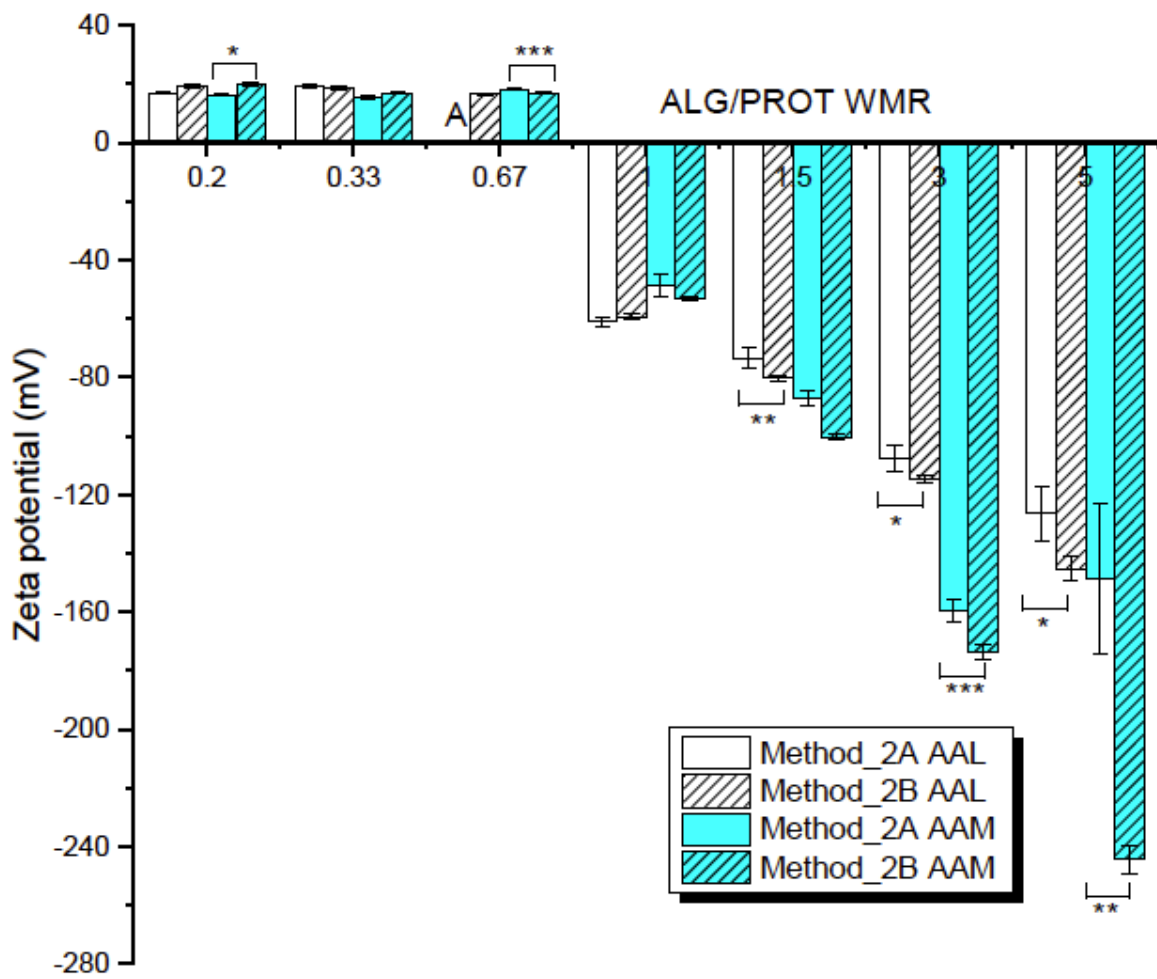 40
* ***
A ALG/PROT WMR
0
0.2 0.33 0.67 1 1.5 3 5
-40
-80
**
-120
*
-160
*
***
-200
Method_2A AAL
Method_2B AAL
Method_2A AAM
Method_2B AAM
-240
**
-280
Zeta potential (mV)